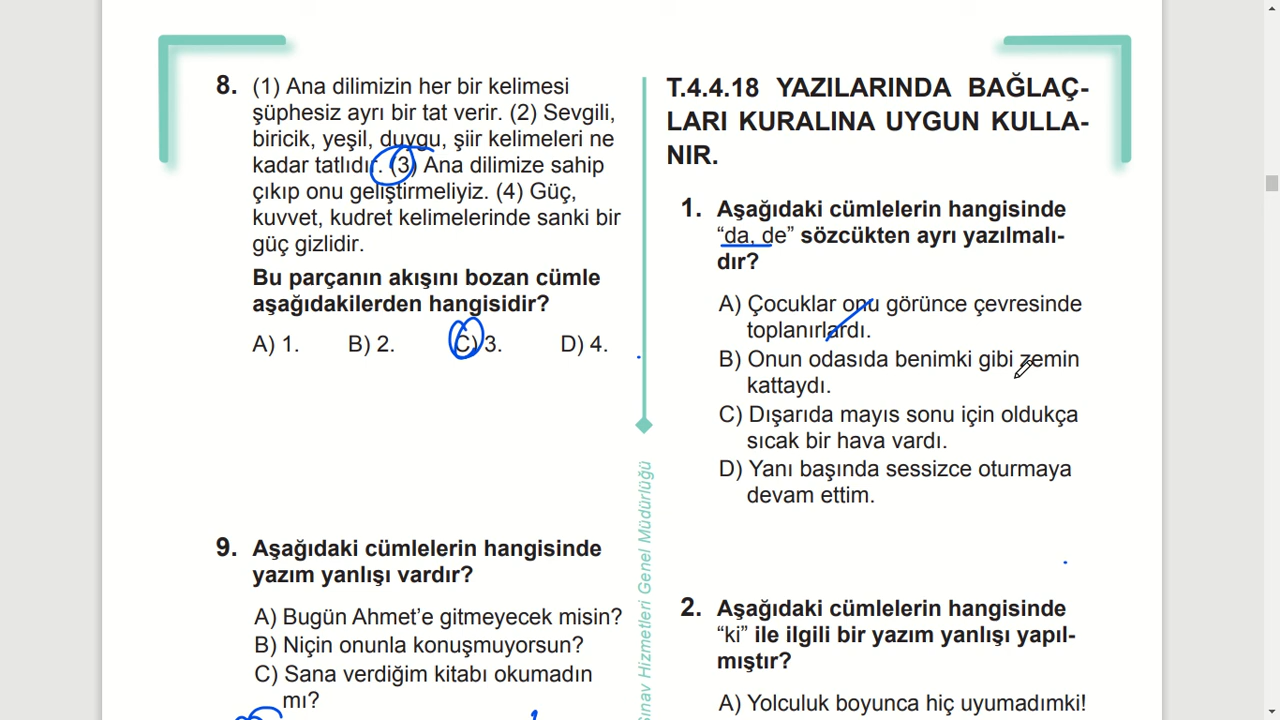 8. (1) Ana dilimizin her bir kelimesi
şüphesiz ayrı bir tat verir. (2) Sevgili,
biricik, yeşil, duygu, şiir kelimeleri ne
kadar tatlıdır. (3) Ana dilimize sahip
çıkıp onu geliştirmeliyiz. (4) Güç,
kuvvet, kudret kelimelerinde sanki bir
güç gizlidir.
Bu parçanın akışını bozan cümle
aşağıdakilerden hangisidir?
A) 1. B) 2. C) 3. D) 4.
9. Aşağıdaki cümlelerin hangisinde
yazım yanlışı vardır?
A) Bugün Ahmet’e gitmeyecek misin?
B) Niçin onunla konuşmuyorsun?
C) Sana verdiğim kitabı okumadın
mı?
Sınav Hizmetleri Genel Müdürlüğü
T.4.4.18 YAZILARINDA BAĞLAÇ-
LARI KURALINA UYGUN KULLA-
NIR.
1. Aşağıdaki cümlelerin hangisinde
“da, de” sözcükten ayrı yazılmalı-
dır?
A) Çocuklar onu görünce çevresinde
toplanırlardı.
B) Onun odasıda benimki gibi zemin
kattaydı.
C) Dışarıda mayıs sonu için oldukça
sıcak bir hava vardı.
D) Yanı başında sessizce oturmaya
devam ettim.
2. Aşağıdaki cümlelerin hangisinde
“ki” ile ilgili bir yazım yanlışı yapıl-
mıştır?
A) Yolculuk boyunca hiç uyumadımki!